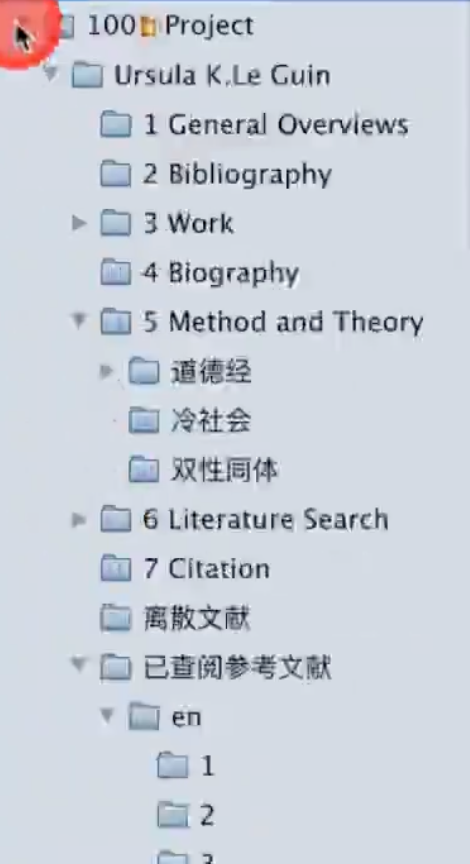 100 Project
Ursula K.Le Guin
1 General Overviews
2 Bibliography
3 Work
4 Biography
5 Method and Theory
道德经
冷社会
双性同体
6 Literature Search
7 Citation
离散文献
已查阅参考文献
en
1
2
3